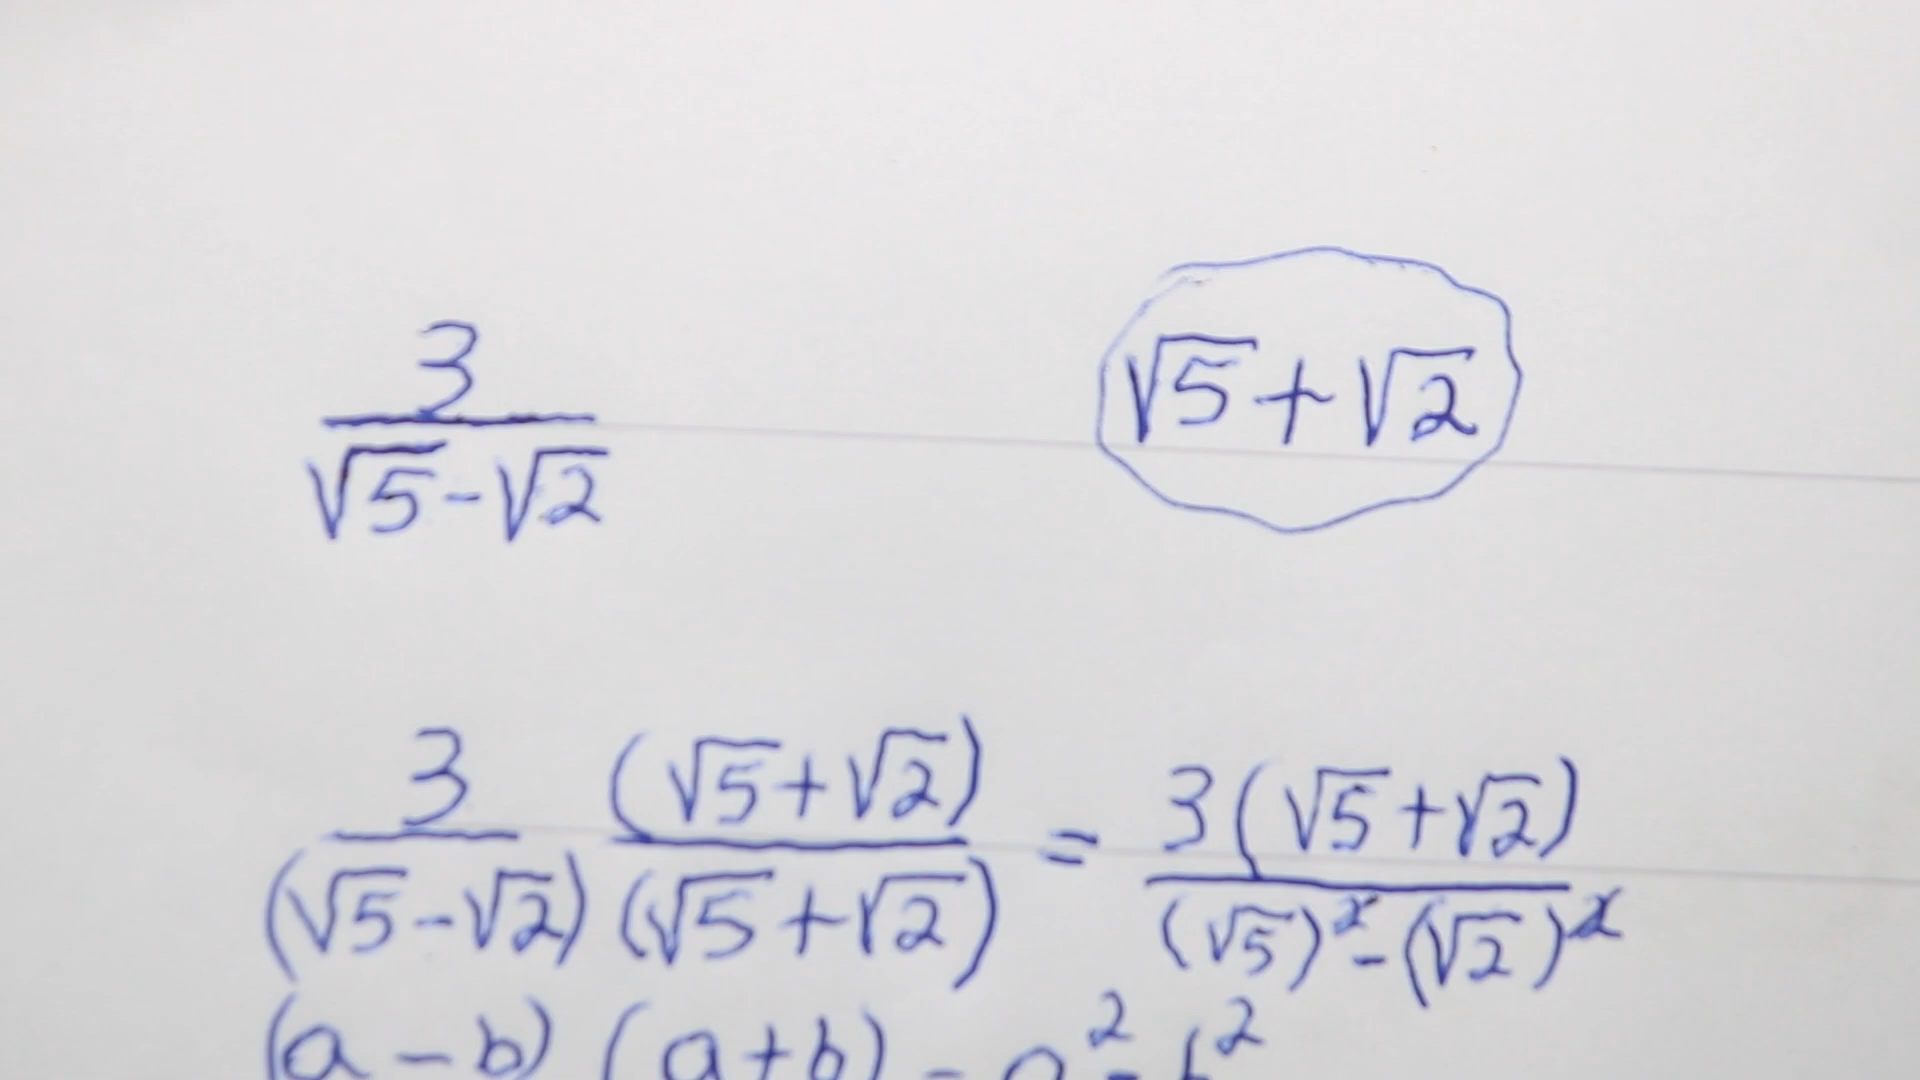 3/(√5-√2)    √5+√2
3/(√5-√2) (√5+√2)/(√5+√2) = 3(√5+√2)/((√5)²-(√2)²)
(a-b)(a+b)=a²-b²